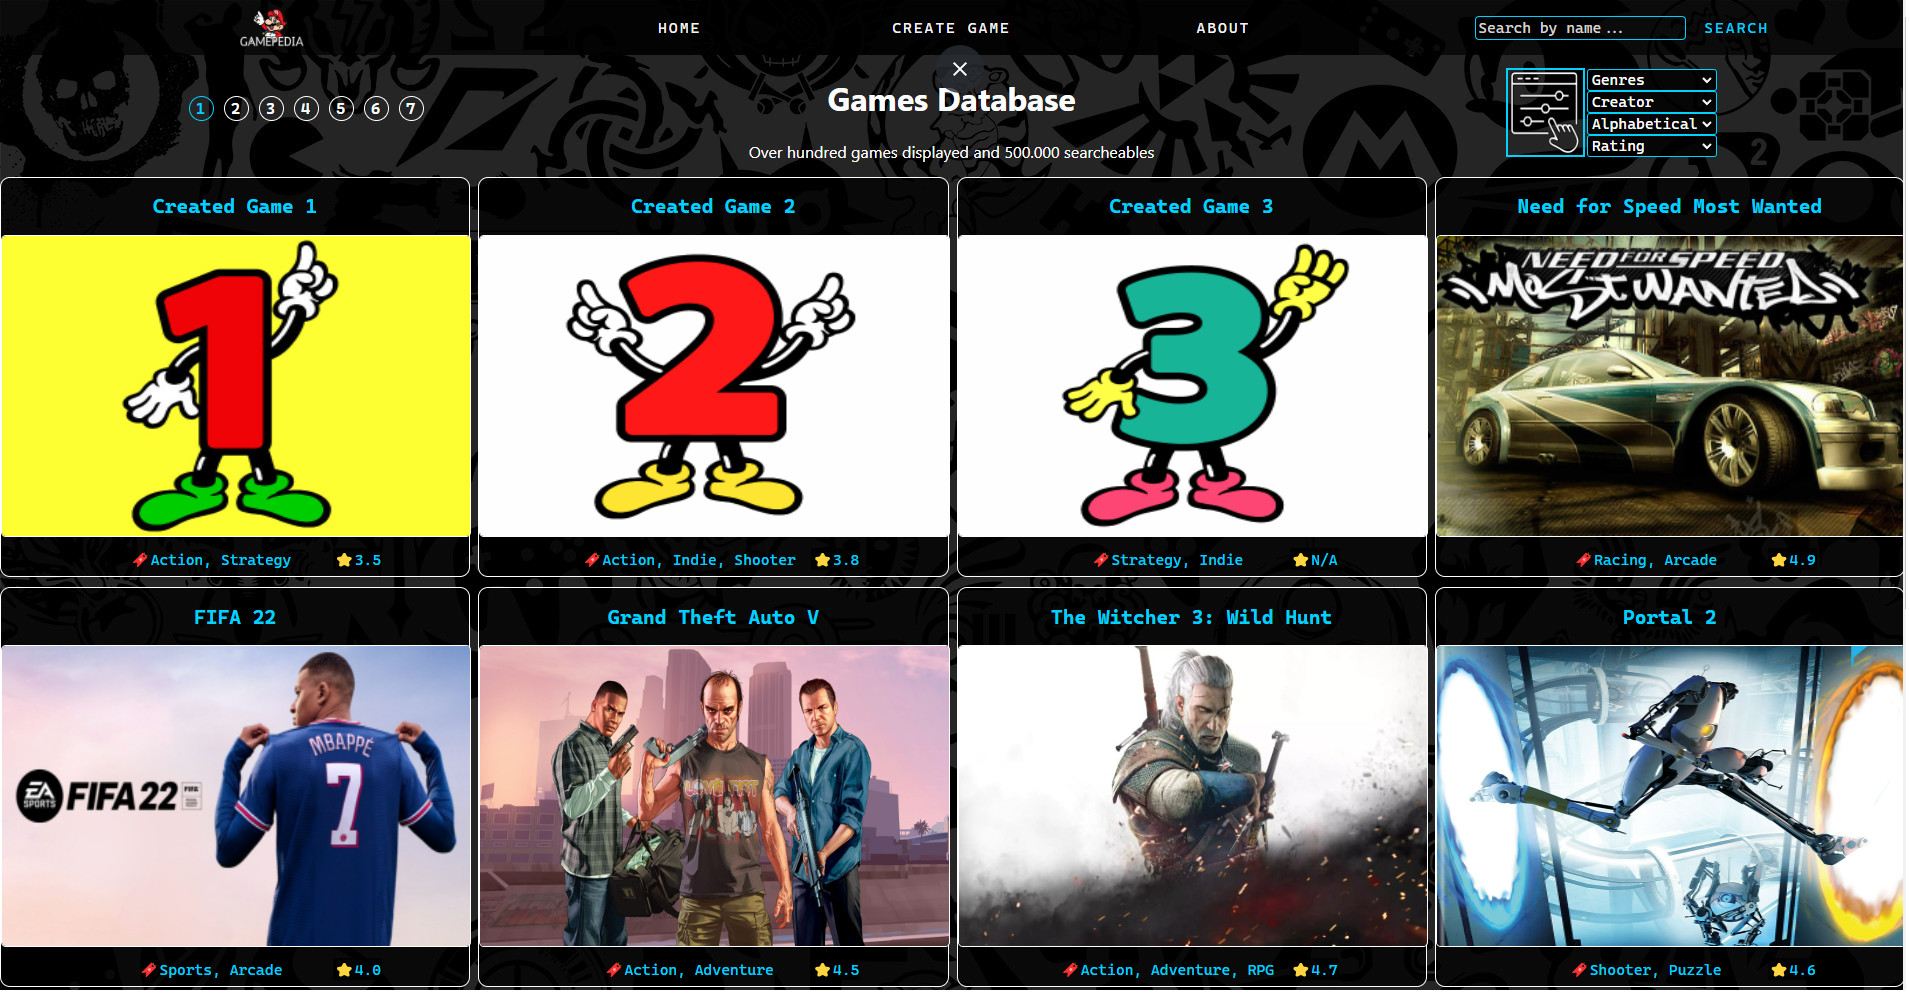 GAMEPEDIA
HOME
CREATE GAME
ABOUT
Search by name...
SEARCH
1 2 3 4 5 6 7
Games Database
Over hundred games displayed and 500.000 searcheables
Genres
Creator
Alphabetical
Rating
Created Game 1
Created Game 2
Created Game 3
Need for Speed Most Wanted
1
2
3
NEED FOR SPEED
MOST WANTED
Action, Strategy
3.5
Action, Indie, Shooter
3.8
Strategy, Indie
N/A
Racing, Arcade
4.9
FIFA 22
Grand Theft Auto V
The Witcher 3: Wild Hunt
Portal 2
MBAPPÉ
7
EA
SPORTS
FIFA 22
Sports, Arcade
4.0
Action, Adventure
4.5
Action, Adventure, RPG
4.7
Shooter, Puzzle
4.6